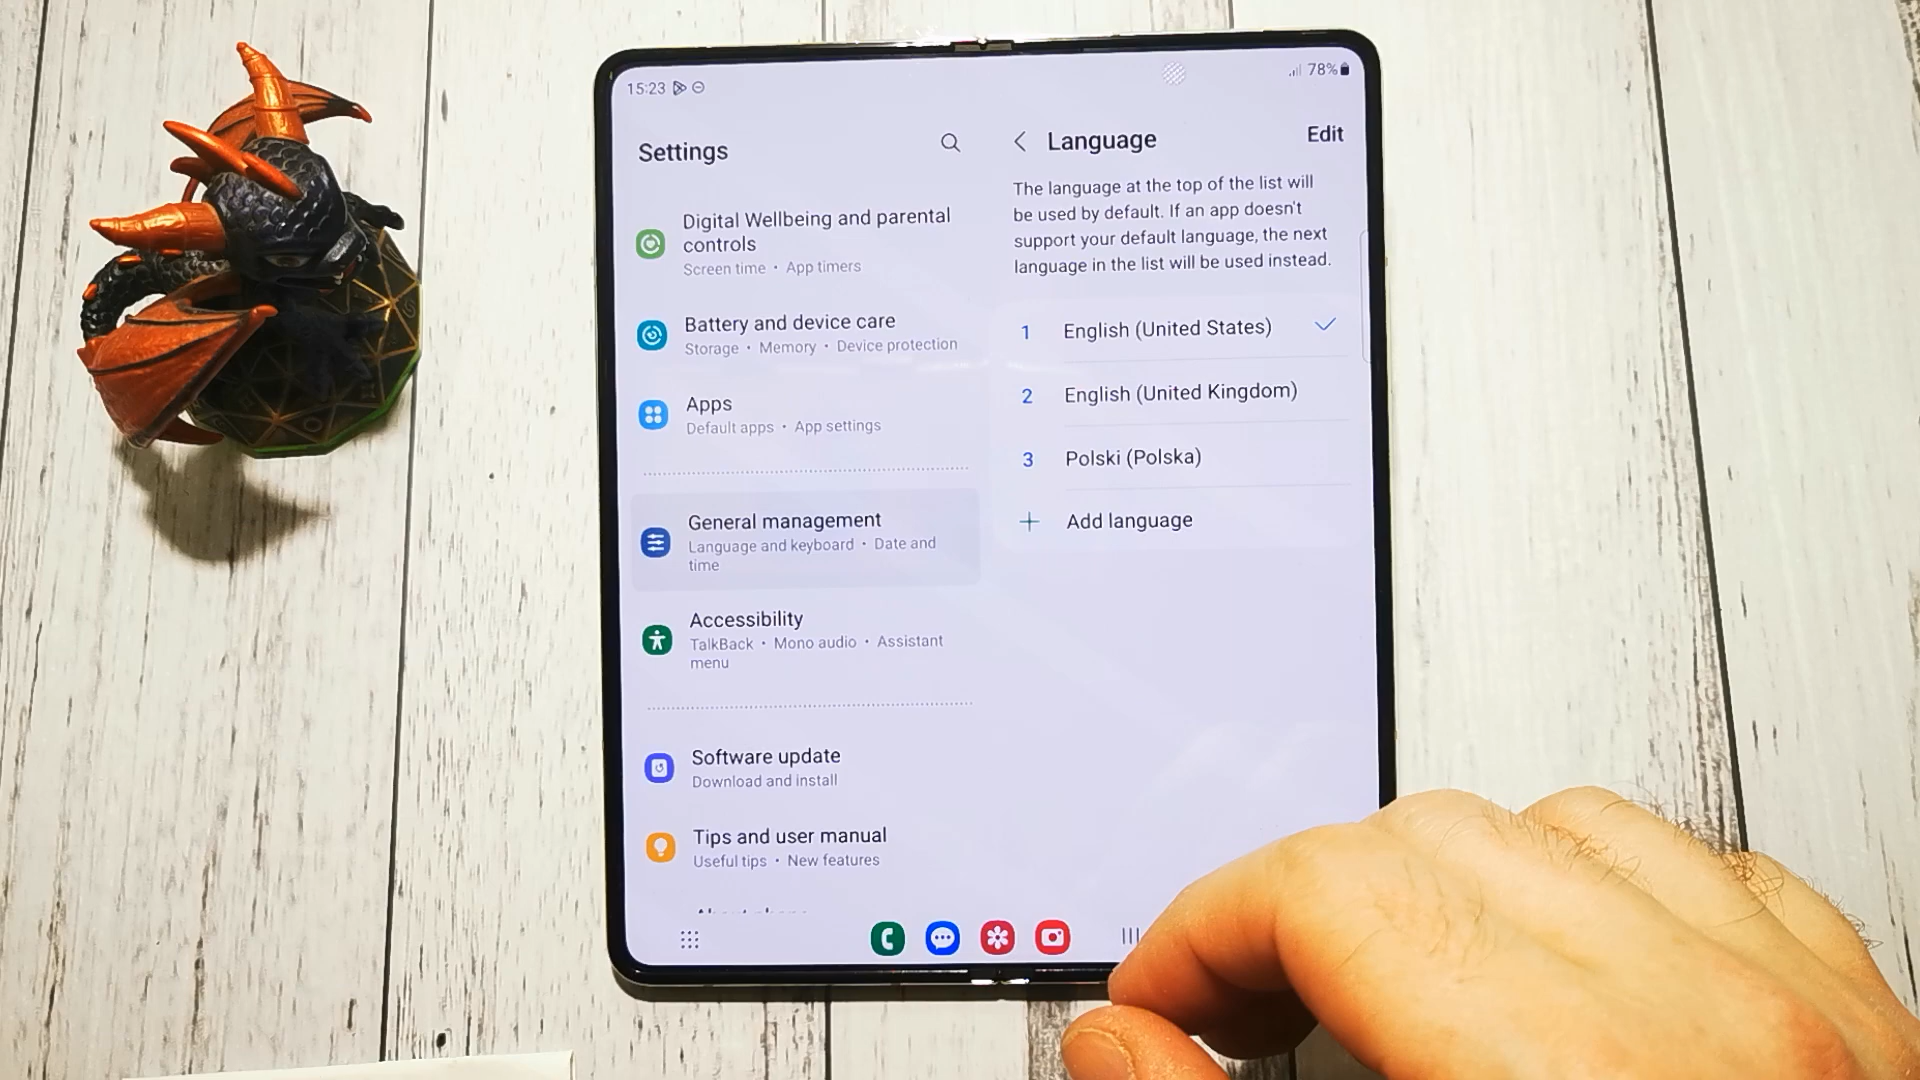 15:23
78%
Settings
Digital Wellbeing and parental
controls
Screen time • App timers
Battery and device care
Storage • Memory • Device protection
Apps
Default apps • App settings
General management
Language and keyboard • Date and
time
Accessibility
TalkBack • Mono audio • Assistant
menu
Software update
Download and install
Tips and user manual
Useful tips • New features
Language
Edit
The language at the top of the list will
be used by default. If an app doesn't
support your default language, the next
language in the list will be used instead.
1 English (United States)
2 English (United Kingdom)
3 Polski (Polska)
+ Add language